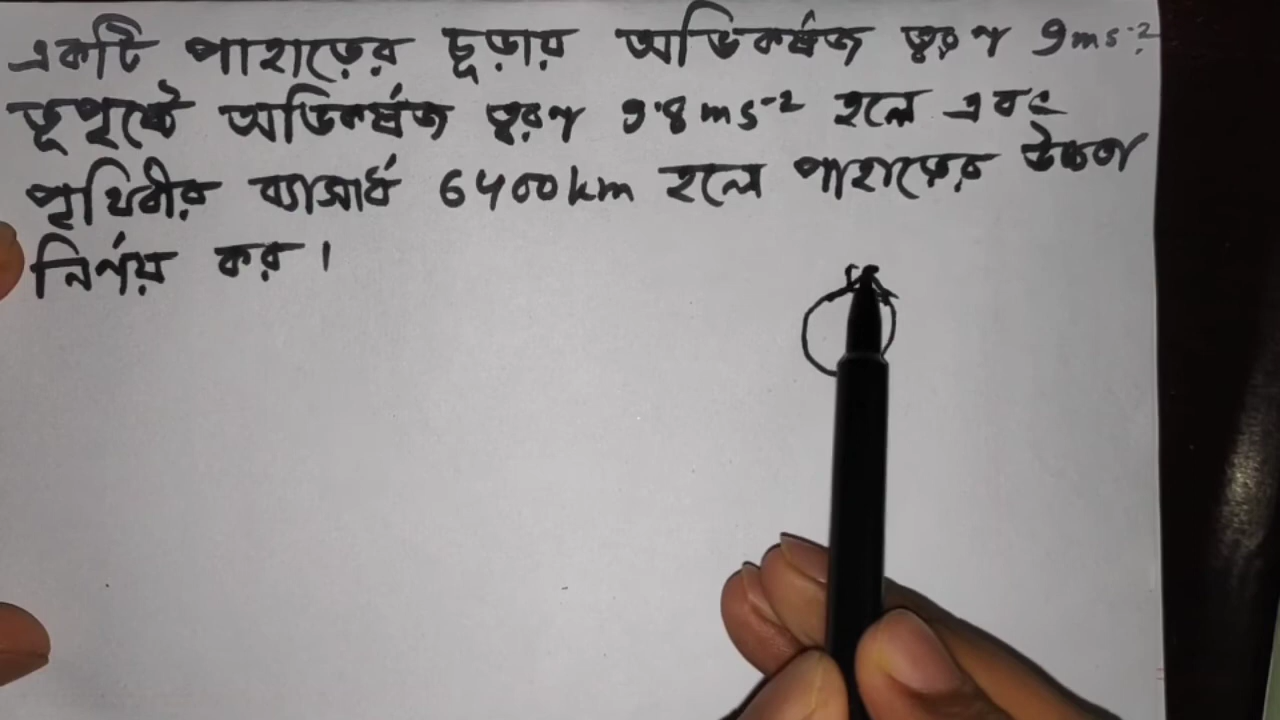 একটি পাহাড়ের চূড়ায় অভিকর্ষজ ত্বরণ 9ms⁻²
ভূপৃষ্টে অভিকর্ষজ ত্বরণ 9.8ms⁻² হলে এবং
পৃথিবীর ব্যাসার্ধ 6400km হলে পাহাড়ের উচ্চতা
নির্ণয় কর।